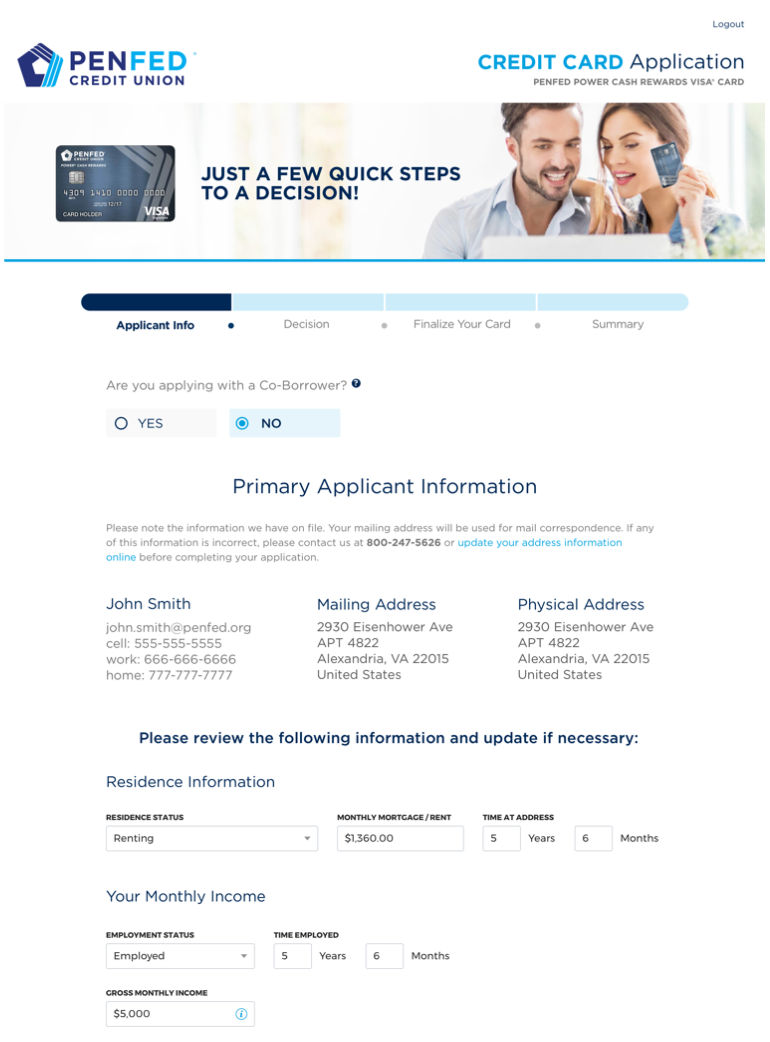 Logout
PENFED
CREDIT UNION
CREDIT CARD Application
PENFED POWER CASH REWARDS VISA® CARD
PENFED
CREDIT UNION
POWER CASH REWARDS
4309 1410 0000 0000
12/17
CARD HOLDER
VISA
JUST A FEW QUICK STEPS
TO A DECISION!
Applicant Info
Decision
Finalize Your Card
Summary
Are you applying with a Co-Borrower? ?
YES
NO
Primary Applicant Information
Please note the information we have on file. Your mailing address will be used for mail correspondence. If any
of this information is incorrect, please contact us at 800-247-5626 or update your address information
online before completing your application.
John Smith
john.smith@penfed.org
cell: 555-555-5555
work: 666-666-6666
home: 777-777-7777
Mailing Address
2930 Eisenhower Ave
APT 4822
Alexandria, VA 22015
United States
Physical Address
2930 Eisenhower Ave
APT 4822
Alexandria, VA 22015
United States
Please review the following information and update if necessary:
Residence Information
RESIDENCE STATUS
MONTHLY MORTGAGE / RENT
TIME AT ADDRESS
Renting
$1,360.00
5 Years
6 Months
Your Monthly Income
EMPLOYMENT STATUS
TIME EMPLOYED
Employed
5 Years
6 Months
GROSS MONTHLY INCOME
$5,000